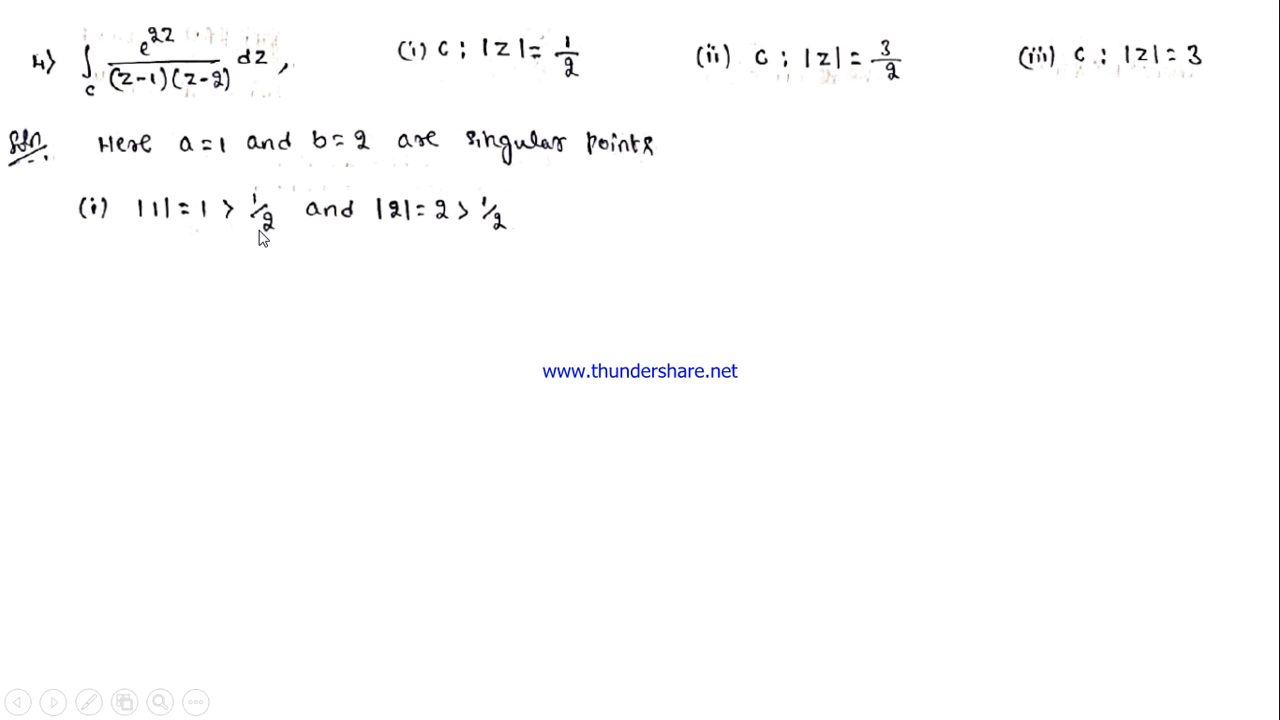 4) ∫_c e^{2z} / (z-1)(z-2) dz, (i) c : |z| = 1/2 (ii) c : |z| = 3/2 (iii) c : |z| = 3
Soln. Here a=1 and b=2 are singular points
(i) |1| = 1 > 1/2 and |2| = 2 > 1/2
www.thundershare.net